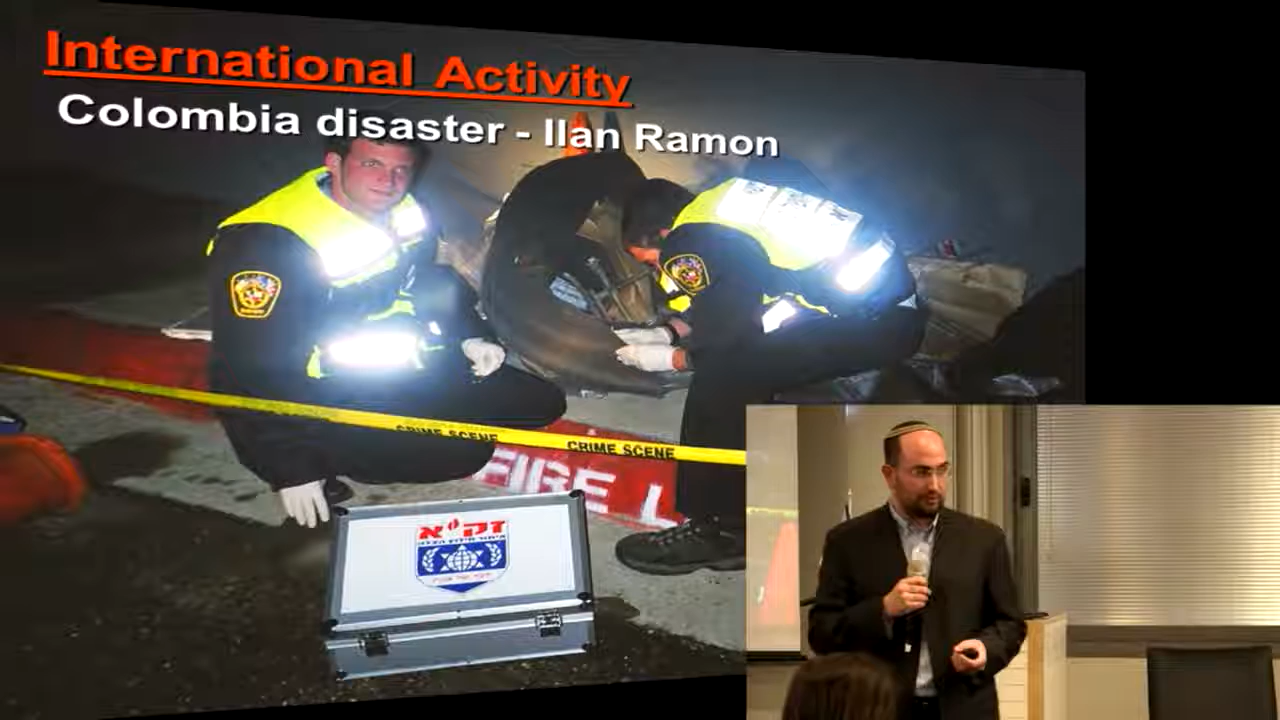 International Activity
Colombia disaster - Ilan Ramon
CRIME SCENE
CRIME SCENE
FIRE L
זק"א